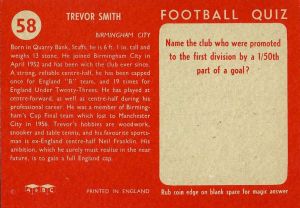 58
TREVOR SMITH
BIRMINGHAM CITY
Born in Quarry Bank, Staffs, he is 6 ft. 1 in. tall and
weighs 13 stone. He joined Birmingham City in
April 1952 and has been with the club ever since.
A strong, reliable centre-half, he has been capped
once for England "B" team, and 19 times for
England Under Twenty-Threes. He has played at
centre-forward, as well as centre-half during his
professional career. He was a member of Birming-
ham's Cup Final team which lost to Manchester
City in 1956. Trevor's hobbies are woodwork,
snooker and table tennis, and his favourite sports-
man is ex-England centre-half Neil Franklin. His
ambition, which he must surely realise in the near
future, is to gain a full England cap.
A&BC
PRINTED IN ENGLAND
FOOTBALL QUIZ
Name the club who were promoted
to the first division by a 1/50th
part of a goal?
Rub coin edge on blank space for magic answer